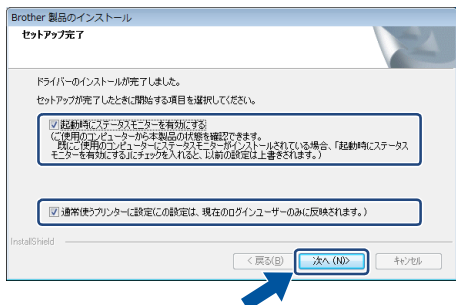 Brother 製品のインストール
セットアップ完了
ドライバーのインストールが完了しました。
セットアップが完了したときに開始する項目を選択してください。
起動時にステータスモニターを有効にする
(ご使用のコンピューターから本製品の状態を確認できます。
既にご使用のコンピューターにステータスモニターがインストールされている場合、「起動時にステータス
モニターを有効にする」にチェックを入れると、以前の設定は上書きされます。)
通常使うプリンターに設定(この設定は、現在のログインユーザーのみに反映されます。)
InstallShield
< 戻る(B)
次へ (N)>
キャンセル